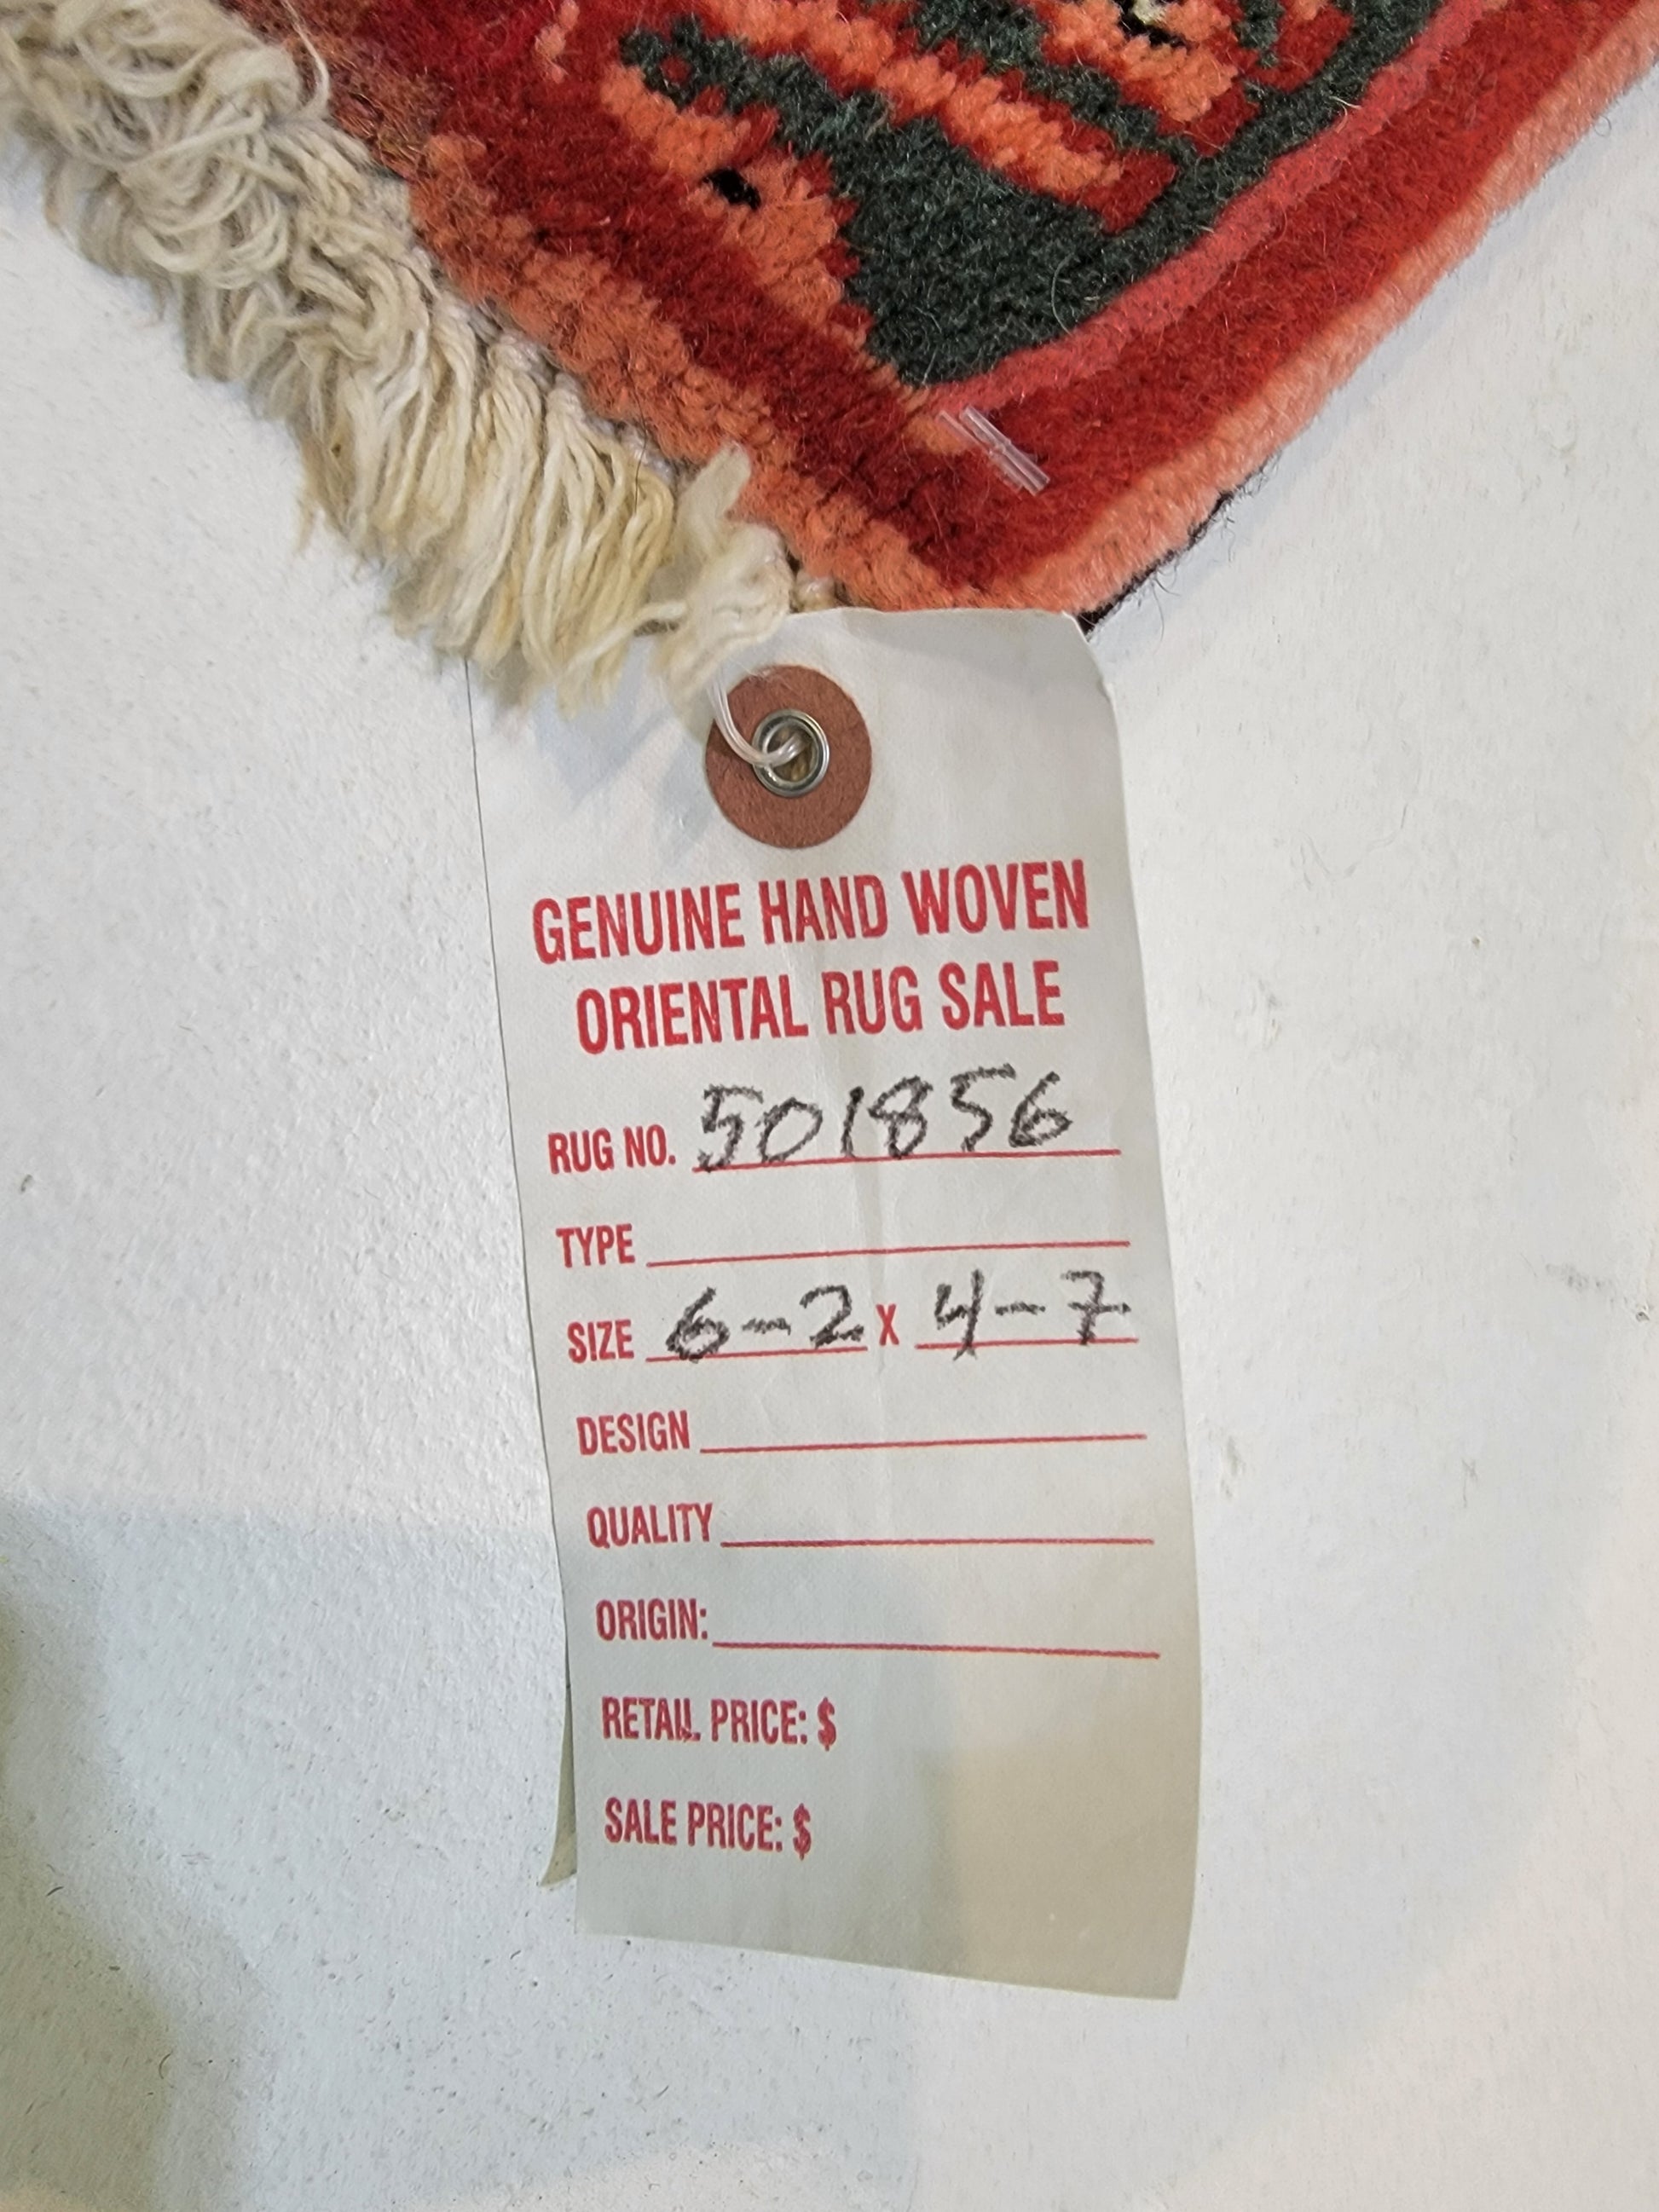 GENUINE HAND WOVEN
ORIENTAL RUG SALE
RUG NO. 501856
TYPE
SIZE 6-2 X 4-7
DESIGN
QUALITY
ORIGIN:
RETAIL PRICE: $
SALE PRICE: $